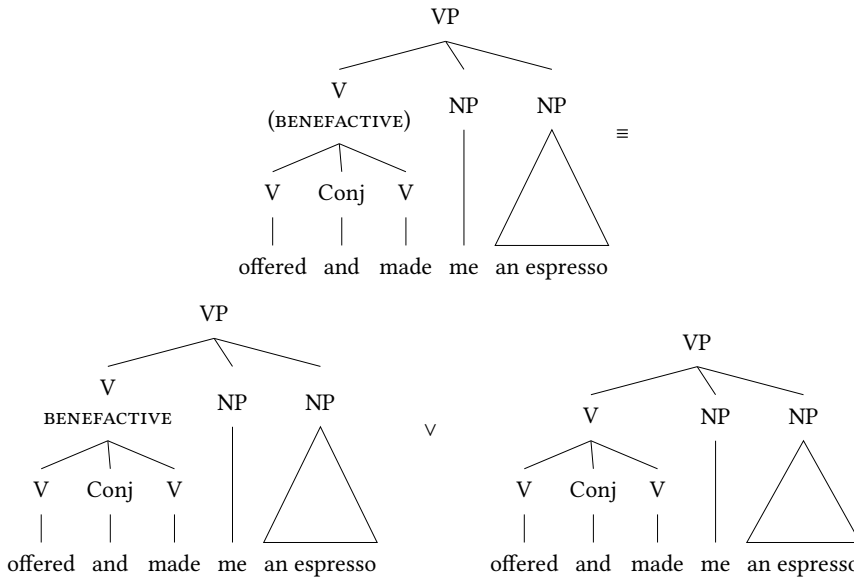 VP
V
(BENEFACTIVE)
NP
NP
≡
V Conj V
offered and made me an espresso
VP
V
BENEFACTIVE
NP
NP
V Conj V
offered and made me an espresso
∨
VP
V
NP
NP
V Conj V
offered and made me an espresso